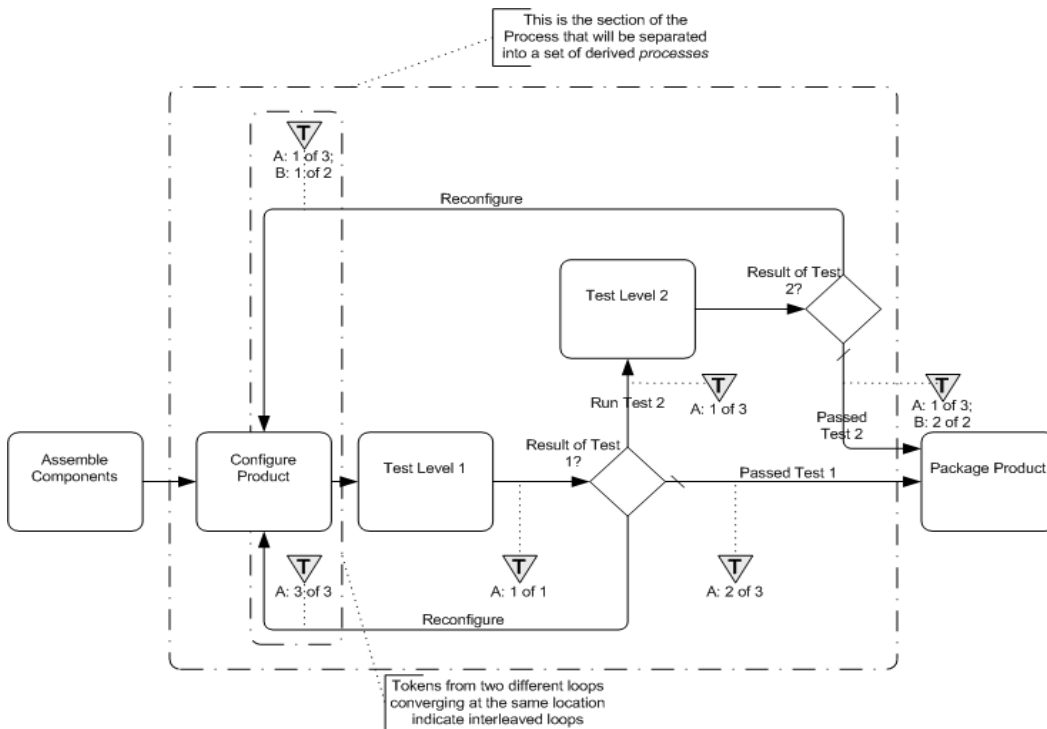 This is the section of the
Process that will be separated
into a set of derived processes
T
A: 1 of 3;
B: 1 of 2
Reconfigure
Test Level 2
Result of Test
2?
T
A: 1 of 3
Run Test 2
T
A: 1 of 3;
B: 2 of 2
Passed
Test 2
Assemble
Components
Configure
Product
Test Level 1
Result of Test
1?
Passed Test 1
Package Product
T
A: 3 of 3
T
A: 1 of 1
T
A: 2 of 3
Reconfigure
Tokens from two different loops
converging at the same location
indicate interleaved loops